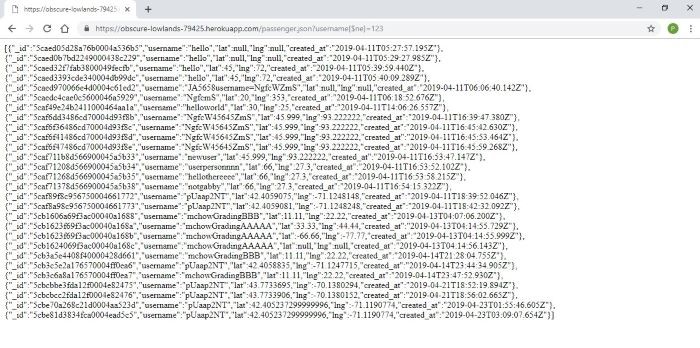 https://obscure-lowlands-79425.
https://obscure-lowlands-79425.herokuapp.com/passenger.json?username[$ne]=123
[{"_id":"5caed05d28a76b0004a536b5","username":"hello","lat":null,"lng":null,"created_at":"2019-04-11T05:27:57.195Z"},
{"_id":"5caed0b7bd2249000438c229","username":"hello","lat":null,"lng":null,"created_at":"2019-04-11T05:29:27.985Z"},
{"_id":"5caed32f7fab3800049fecfb","username":"hello","lat":45,"lng":72,"created_at":"2019-04-11T05:39:59.440Z"},
{"_id":"5caed3393cde340004db99dc","username":"hello","lat":45,"lng":72,"created_at":"2019-04-11T05:40:09.289Z"},
{"_id":"5caed970066e4d0004c61ed2","username":"JA5658username=NgfcWZmS","lat":null,"lng":null,"created_at":"2019-04-11T06:06:40.142Z"},
{"_id":"5caedc4cae0c5600046a5929","username":"NgfcmS","lat":20,"lng":353,"created_at":"2019-04-11T06:18:52.676Z"},
{"_id":"5caf49e24b2411000464aa1a","username":"helloworld","lat":30,"lng":25,"created_at":"2019-04-11T14:06:26.557Z"},
{"_id":"5caf6dd3486cd70004d93f8b","username":"NgfcW45645ZmS","lat":45.999,"lng":93.222222,"created_at":"2019-04-11T16:39:47.380Z"},
{"_id":"5caf6f36486cd70004d93f8c","username":"NgfcW45645ZmS","lat":45.999,"lng":93.222222,"created_at":"2019-04-11T16:45:42.630Z"},
{"_id":"5caf6f41486cd70004d93f8d","username":"NgfcW45645ZmS","lat":45.999,"lng":93.222222,"created_at":"2019-04-11T16:45:53.464Z"},
{"_id":"5caf6f47486cd70004d93f8e","username":"NgfcW45645ZmS","lat":45.999,"lng":93.222222,"created_at":"2019-04-11T16:45:59.268Z"},
{"_id":"5caf711b8d566900045a5b33","username":"newuser","lat":45.999,"lng":93.222222,"created_at":"2019-04-11T16:53:47.147Z"},
{"_id":"5caf71208d566900045a5b34","username":"userpersonnnn","lat":66,"lng":27.3,"created_at":"2019-04-11T16:53:52.102Z"},
{"_id":"5caf71268d566900045a5b35","username":"hellothereeee","lat":66,"lng":27.3,"created_at":"2019-04-11T16:53:58.215Z"},
{"_id":"5caf71378d566900045a5b38","username":"notgabby","lat":66,"lng":27.3,"created_at":"2019-04-11T16:54:15.322Z"},
{"_id":"5caf89f8c956750004661772","username":"pUaap2NT","lat":42.4059075,"lng":-71.1248148,"created_at":"2019-04-11T18:39:52.046Z"},
{"_id":"5caf8a98c956750004661773","username":"pUaap2NT","lat":42.4059081,"lng":-71.1248268,"created_at":"2019-04-11T18:42:32.092Z"},
{"_id":"5cb1606a69f3ac00040a1688","username":"mchowGradingBBB","lat":11.11,"lng":22.22,"created_at":"2019-04-13T04:07:06.200Z"},
{"_id":"5cb1623f69f3ac00040a168a","username":"mchowGradingAAAAA","lat":33.33,"lng":44.44,"created_at":"2019-04-13T04:14:55.729Z"},
{"_id":"5cb1623f69f3ac00040a168b","username":"mchowGradingAAAAA","lat":-66.66,"lng":-77.77,"created_at":"2019-04-13T04:14:55.999Z"},
{"_id":"5cb1624069f3ac00040a168c","username":"mchowGradingAAAAA","lat":null,"lng":null,"created_at":"2019-04-13T04:14:56.143Z"},
{"_id":"5cb3a5e4408f40000428d661","username":"mchowGradingBBB","lat":11.11,"lng":22.22,"created_at":"2019-04-14T21:28:04.755Z"},
{"_id":"5cb3c5e2a176570004ff0ea6","username":"pUaap2NT","lat":42.4058835,"lng":-71.1247715,"created_at":"2019-04-14T23:44:34.905Z"},
{"_id":"5cb3c6a8a176570004ff0ea7","username":"mchowGradingBBB","lat":11.11,"lng":22.22,"created_at":"2019-04-14T23:47:52.930Z"},
{"_id":"5cbcbbe3fda12f0004e82475","username":"pUaap2NT","lat":43.7733695,"lng":-70.1380294,"created_at":"2019-04-21T18:52:19.894Z"},
{"_id":"5cbcbcc2fda12f0004e82476","username":"pUaap2NT","lat":43.7733906,"lng":-70.1380152,"created_at":"2019-04-21T18:56:02.665Z"},
{"_id":"5cbe70a268c21d0004aa523d","username":"pUaap2NT","lat":42.405237299999996,"lng":-71.1190774,"created_at":"2019-04-23T01:55:46.605Z"},
{"_id":"5cbe81d3834fca0004ead5c5","username":"pUaap2NT","lat":42.405237299999996,"lng":-71.1190774,"created_at":"2019-04-23T03:09:07.654Z"}]